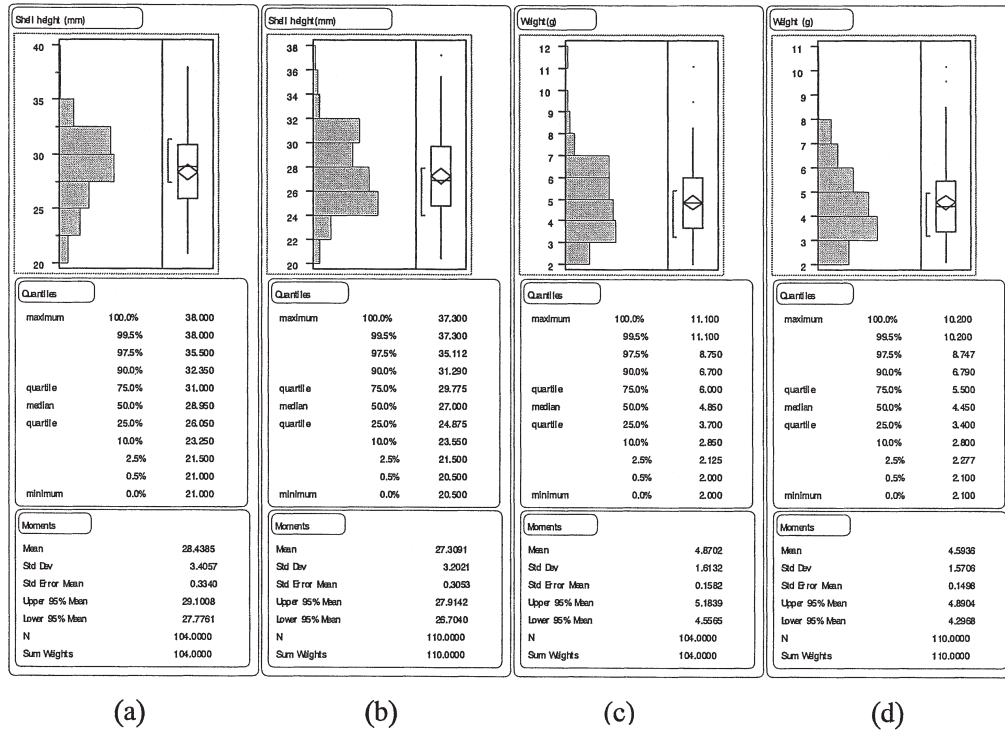 Shell height (mm)
40
35
30
25
20
Quantiles
maximum 100.0% 38.000
99.5% 38.000
97.5% 35.500
90.0% 32.350
quartile 75.0% 31.000
median 50.0% 28.950
quartile 25.0% 26.050
10.0% 23.250
2.5% 21.500
0.5% 21.000
minimum 0.0% 21.000
Moments
Mean 28.4385
Std Dev 3.4057
Std Error Mean 0.3340
Upper 95% Mean 29.1008
Lower 95% Mean 27.7761
N 104.0000
Sum Weights 104.0000
(a)
Shell height(mm)
38
36
34
32
30
28
26
24
22
20
Quantiles
maximum 100.0% 37.300
99.5% 37.300
97.5% 35.112
90.0% 31.290
quartile 75.0% 29.775
median 50.0% 27.000
quartile 25.0% 24.875
10.0% 23.550
2.5% 21.500
0.5% 20.500
minimum 0.0% 20.500
Moments
Mean 27.3091
Std Dev 3.2021
Std Error Mean 0.3053
Upper 95% Mean 27.9142
Lower 95% Mean 26.7040
N 110.0000
Sum Weights 110.0000
(b)
Weight(g)
12
11
10
9
8
7
6
5
4
3
2
Quantiles
maximum 100.0% 11.100
99.5% 11.100
97.5% 8.750
90.0% 6.700
quartile 75.0% 6.000
median 50.0% 4.850
quartile 25.0% 3.700
10.0% 2.850
2.5% 2.125
0.5% 2.000
minimum 0.0% 2.000
Moments
Mean 4.8702
Std Dev 1.6132
Std Error Mean 0.1582
Upper 95% Mean 5.1839
Lower 95% Mean 4.5565
N 104.0000
Sum Weights 104.0000
(c)
Weight (g)
11
10
9
8
7
6
5
4
3
2
Quantiles
maximum 100.0% 10.200
99.5% 10.200
97.5% 8.747
90.0% 6.790
quartile 75.0% 5.500
median 50.0% 4.450
quartile 25.0% 3.400
10.0% 2.800
2.5% 2.277
0.5% 2.100
minimum 0.0% 2.100
Moments
Mean 4.5936
Std Dev 1.5706
Std Error Mean 0.1498
Upper 95% Mean 4.8904
Lower 95% Mean 4.2968
N 110.0000
Sum Weights 110.0000
(d)